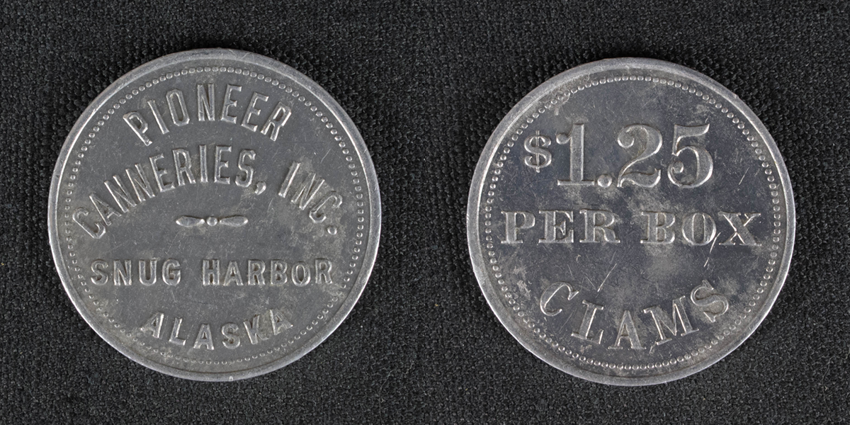 PIONEER
CANNERIES, INC.
SNUG HARBOR
ALASKA
$1.25
PER BOX
CLAMS